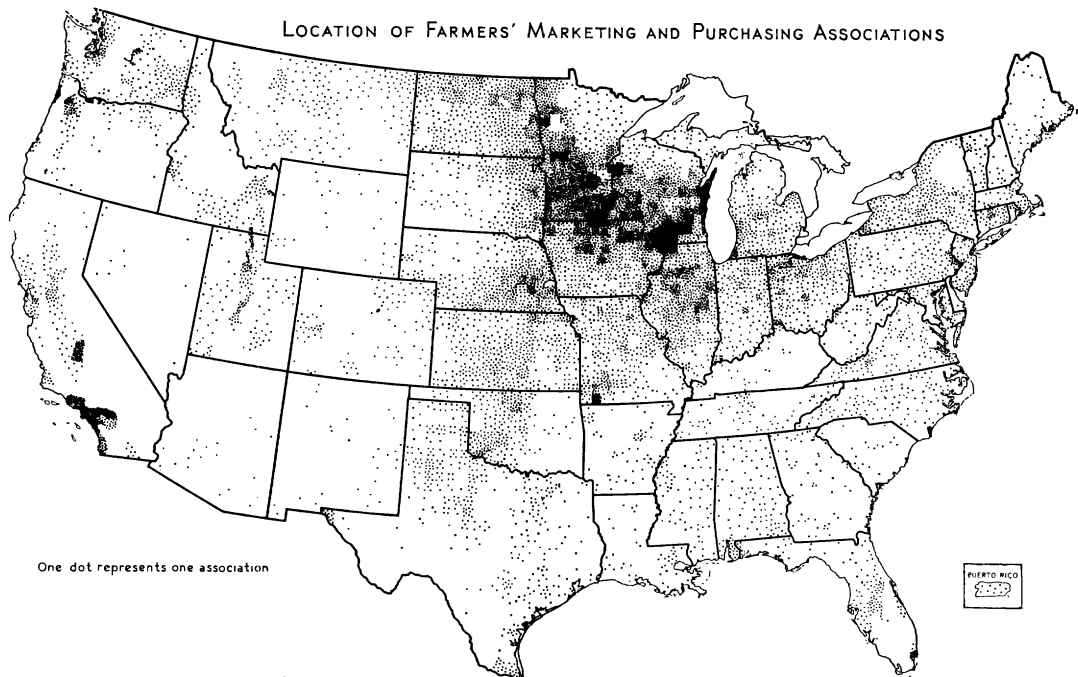 LOCATION OF FARMERS' MARKETING AND PURCHASING ASSOCIATIONS
One dot represents one association
PUERTO RICO